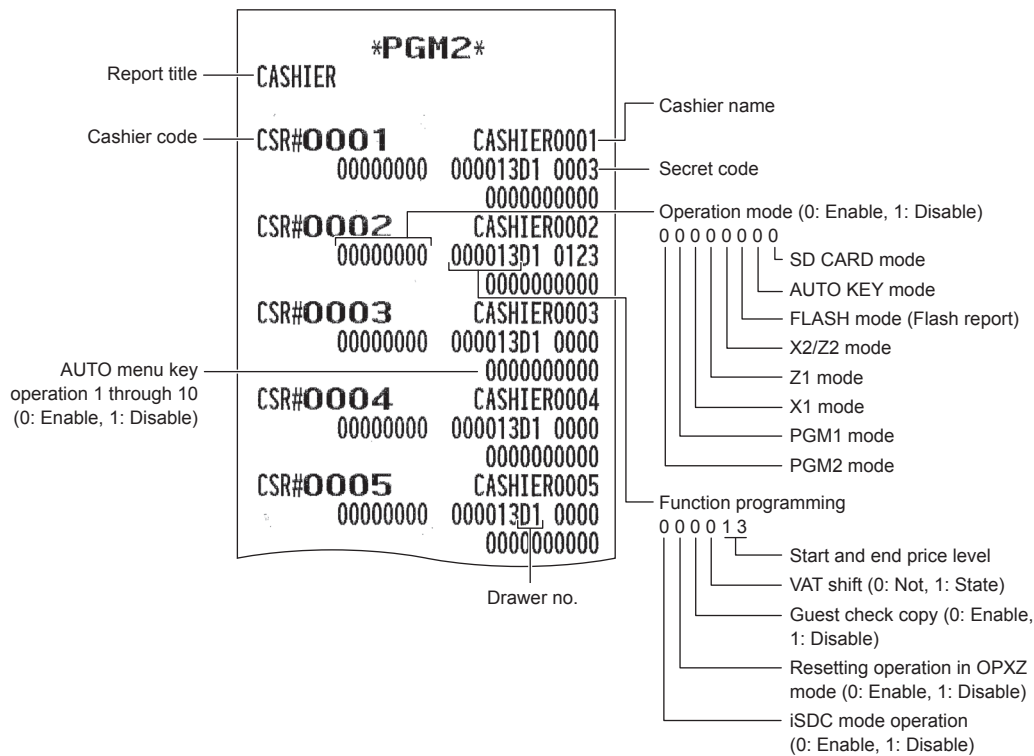 *PGM2*
Report title
CASHIER
Cashier name
Cashier code
CSR#0001 CASHIER0001
00000000 000013D1 0003
Secret code
0000000000
Operation mode (0: Enable, 1: Disable)
CSR#0002 CASHIER0002
0 0 0 0 0 0 0 0
00000000 000013D1 0123
SD CARD mode
0000000000
AUTO KEY mode
CSR#0003 CASHIER0003
FLASH mode (Flash report)
00000000 000013D1 0000
X2/Z2 mode
AUTO menu key
operation 1 through 10
(0: Enable, 1: Disable)
0000000000
Z1 mode
CSR#0004 CASHIER0004
X1 mode
00000000 000013D1 0000
PGM1 mode
0000000000
PGM2 mode
CSR#0005 CASHIER0005
Function programming
00000000 000013D1 0000
0 0 0 0 1 3
0000000000
Start and end price level
Drawer no.
VAT shift (0: Not, 1: State)
Guest check copy (0: Enable,
1: Disable)
Resetting operation in OPXZ
mode (0: Enable, 1: Disable)
iSDC mode operation
(0: Enable, 1: Disable)